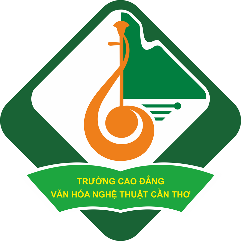 TRƯỜNG CAO ĐẲNG
VĂN HÓA NGHỆ THUẬT CẦN THƠ